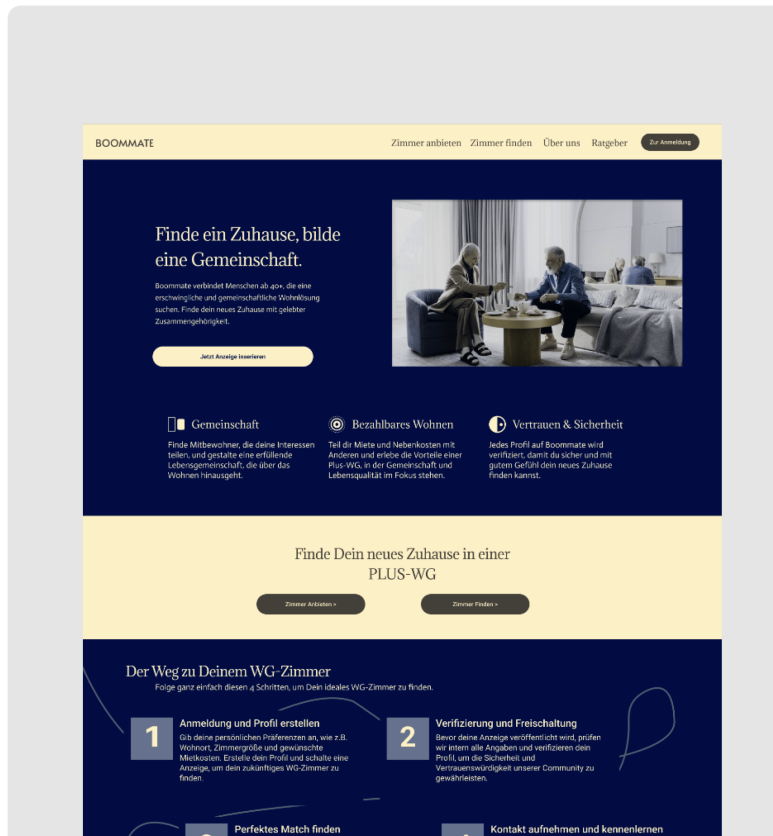 BOOMMATE
Zimmer anbieten Zimmer finden Über uns Ratgeber Zur Anmeldung
Finde ein Zuhause, bilde
eine Gemeinschaft.
Boommate verbindet Menschen ab 40+, die eine
erschwingliche und gemeinschaftliche Wohnlösung
suchen. Finde dein neues Zuhause mit gelebter
Zusammengehörigkeit.
Jetzt Anzeige inserieren
Gemeinschaft
Finde Mitbewohner, die deine Interessen
teilen, und gestalte eine erfüllende
Lebensgemeinschaft, die über das
Wohnen hinausgeht.
Bezahlbares Wohnen
Teil dir Miete und Nebenkosten mit
Anderen und erlebe die Vorteile einer
Plus-WG, in der Gemeinschaft und
Lebensqualität im Fokus stehen.
Vertrauen & Sicherheit
Jedes Profil auf Boommate wird
verifiziert, damit du sicher und mit
gutem Gefühl dein neues Zuhause
finden kannst.
Finde Dein neues Zuhause in einer
PLUS-WG
Zimmer Anbieten >
Zimmer Finden >
Der Weg zu Deinem WG-Zimmer
Folge ganz einfach diesen 4 Schritten, um Dein ideales WG-Zimmer zu finden.
1
Anmeldung und Profil erstellen
Gib deine persönlichen Präferenzen an, wie z.B.
Wohnort, Zimmergröße und gewünschte
Mietkosten. Erstelle dein Profil und schalte eine
Anzeige, um dein zukünftiges WG-Zimmer zu
finden.
2
Verifizierung und Freischaltung
Bevor deine Anzeige veröffentlicht wird, prüfen
wir intern alle Angaben und verifizieren dein
Profil, um die Sicherheit und
Vertrauenswürdigkeit unserer Community zu
gewährleisten.
Perfektes Match finden
Kontakt aufnehmen und kennenlernen